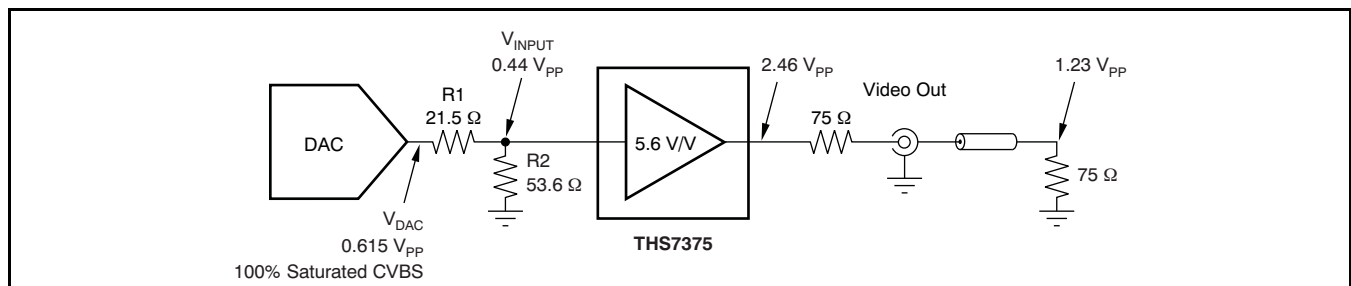 V_INPUT
0.44 V_PP
2.46 V_PP
1.23 V_PP
Video Out
R1
21.5 Ω
75 Ω
DAC
5.6 V/V
R2
53.6 Ω
75 Ω
V_DAC
0.615 V_PP
100% Saturated CVBS
THS7375